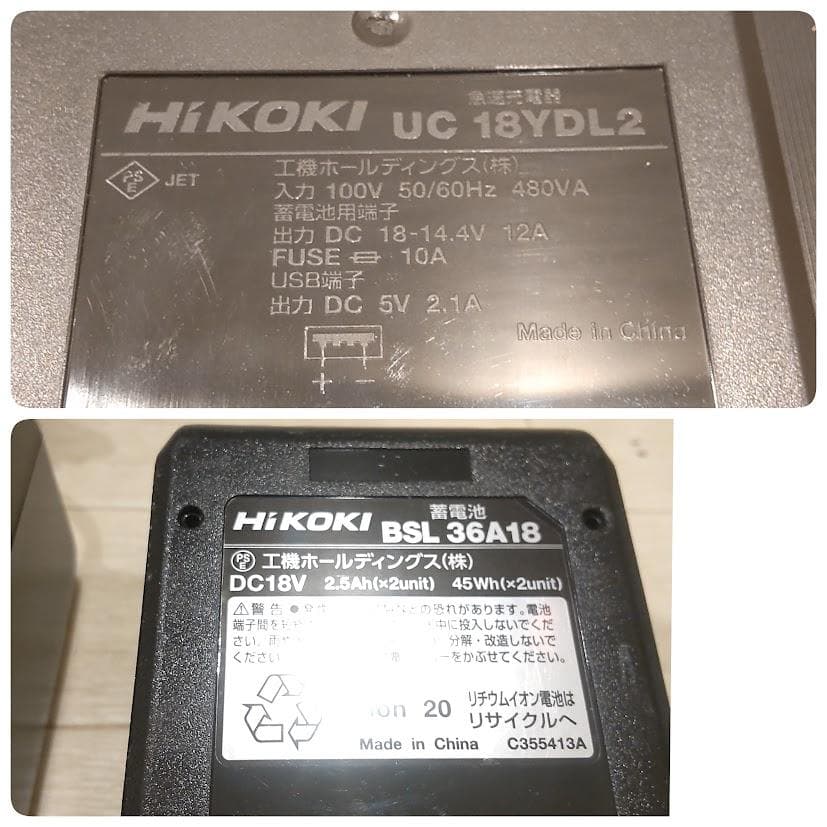 急速充電器
HiKOKI UC 18YDL2
PSE JET
工機ホールディングス(株)
入力 100V 50/60Hz 480VA
蓄電池用端子
出力 DC 18-14.4V 12A
FUSE 10A
USB端子
出力 DC 5V 2.1A
Made in China
+ -
蓄電池
HiKOKI BSL 36A18
PSE 工機ホールディングス(株)
DC18V 2.5Ah(×2unit) 45Wh(×2unit)
⚠警告 ● の恐れがあります。電池
端子間を 中に投入しないでくだ
さい。 分解・改造しないで
ください をかぶせてください。
ion 20 リチウムイオン電池は
リサイクルへ
Made in China C355413A